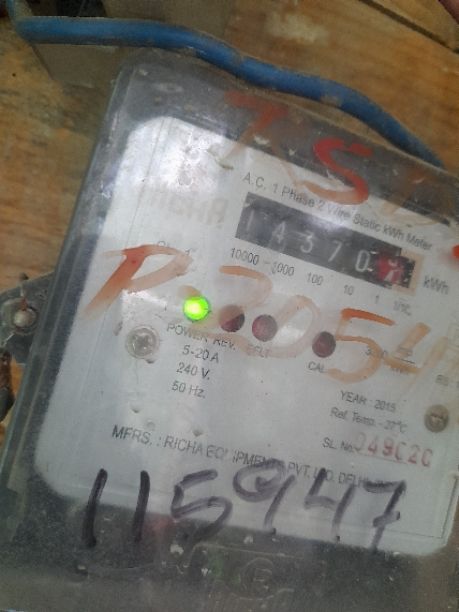 A.C. 1 Phase 2 Wire Static kWh Meter
RICHA
14370 kWh
10000 1000 100 10 1 1/10
P-2054
POWER REV. CAL
5-20 A
240 V.
50 Hz.
YEAR : 2015
Ref. Temp. -27°C
SL. No.
MFRS. : RICHA EQUIPMENTS PVT. LTD. DELHI
115947